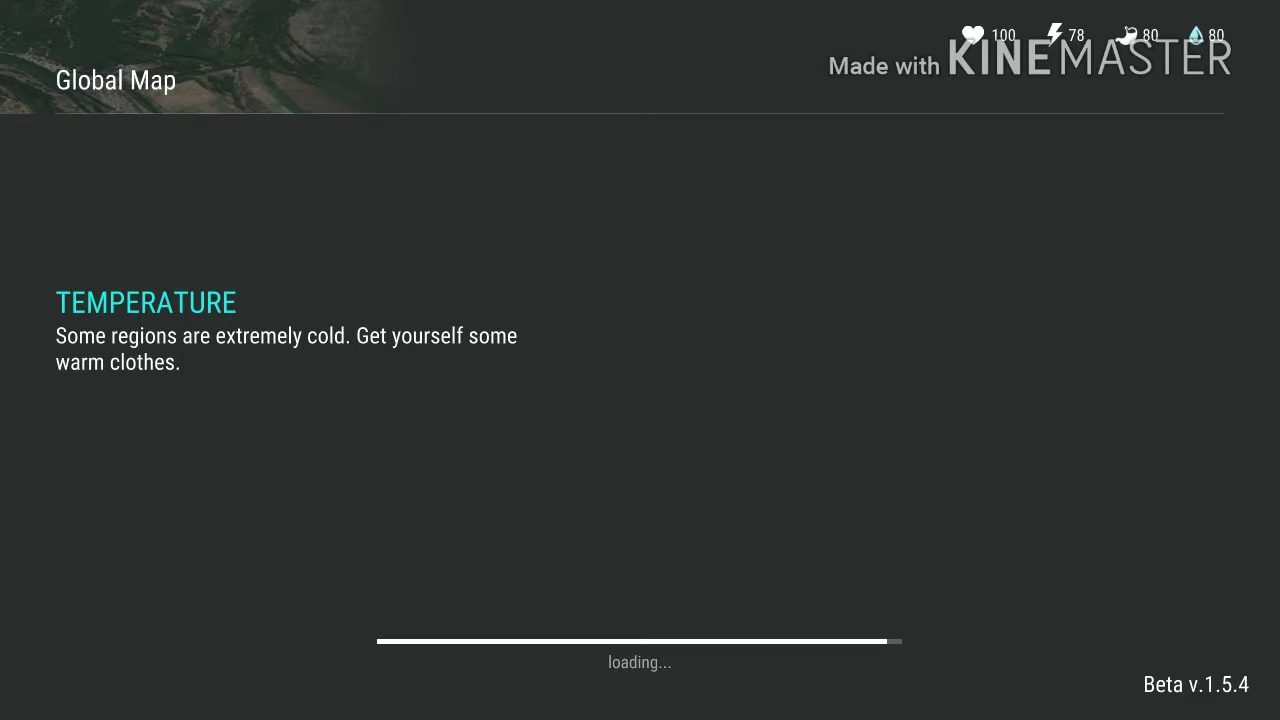 100 78 80 80
Made with KINEMASTER
Global Map
TEMPERATURE
Some regions are extremely cold. Get yourself some
warm clothes.
loading...
Beta v.1.5.4